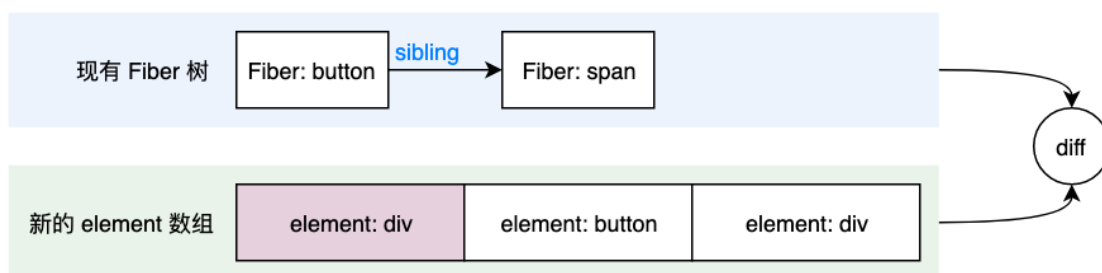 现有 Fiber 树
Fiber: button
sibling
Fiber: span
diff
新的 element 数组
element: div
element: button
element: div